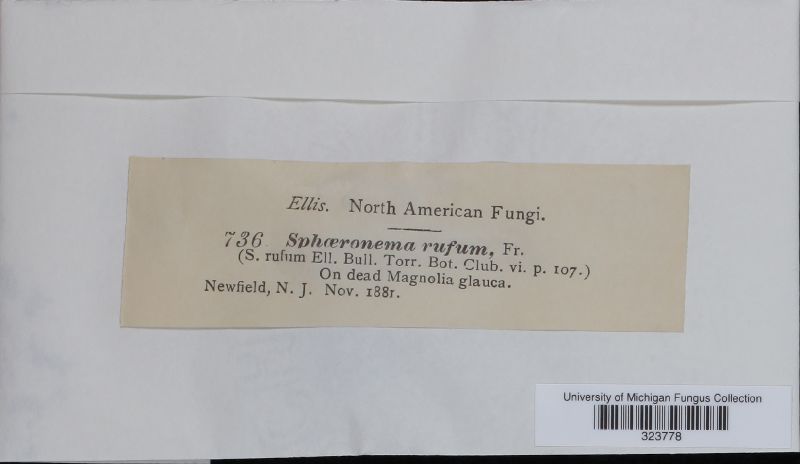 Ellis. North American Fungi.
736. Sphæronema rufum, Fr.
(S. rufum Ell. Bull. Torr. Bot. Club. vi. p. 107.)
On dead Magnolia glauca.
Newfield, N. J. Nov. 1881.
University of Michigan Fungus Collection
323778